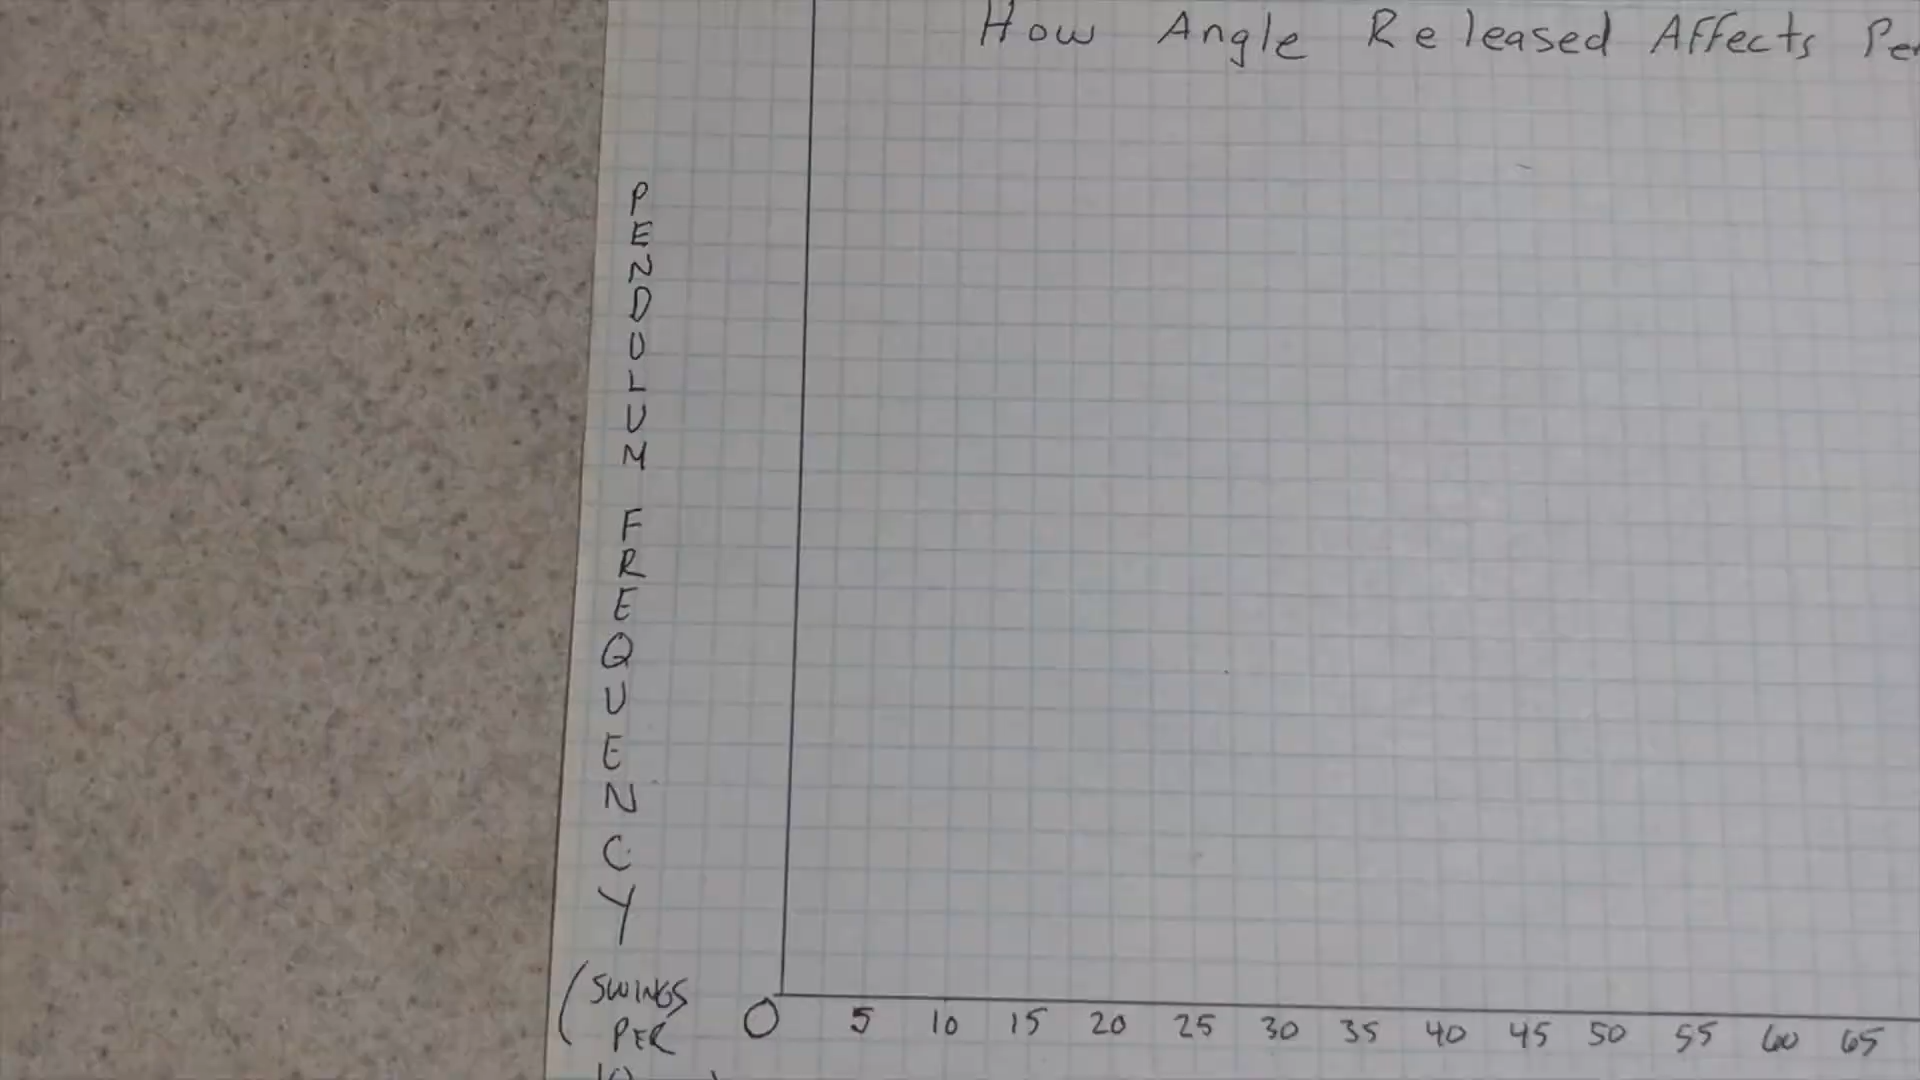 How Angle Released Affects Pe
PENDULUM
FREQUENCY
(SWINGS
PER
0 5 10 15 20 25 30 35 40 45 50 55 60 65